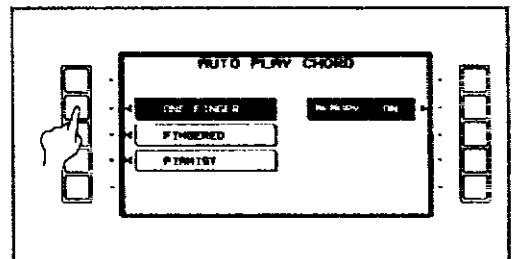 AUTO PLAY CHORD
ONE FINGER
MEMORY ON
FINGERED
PIANIST